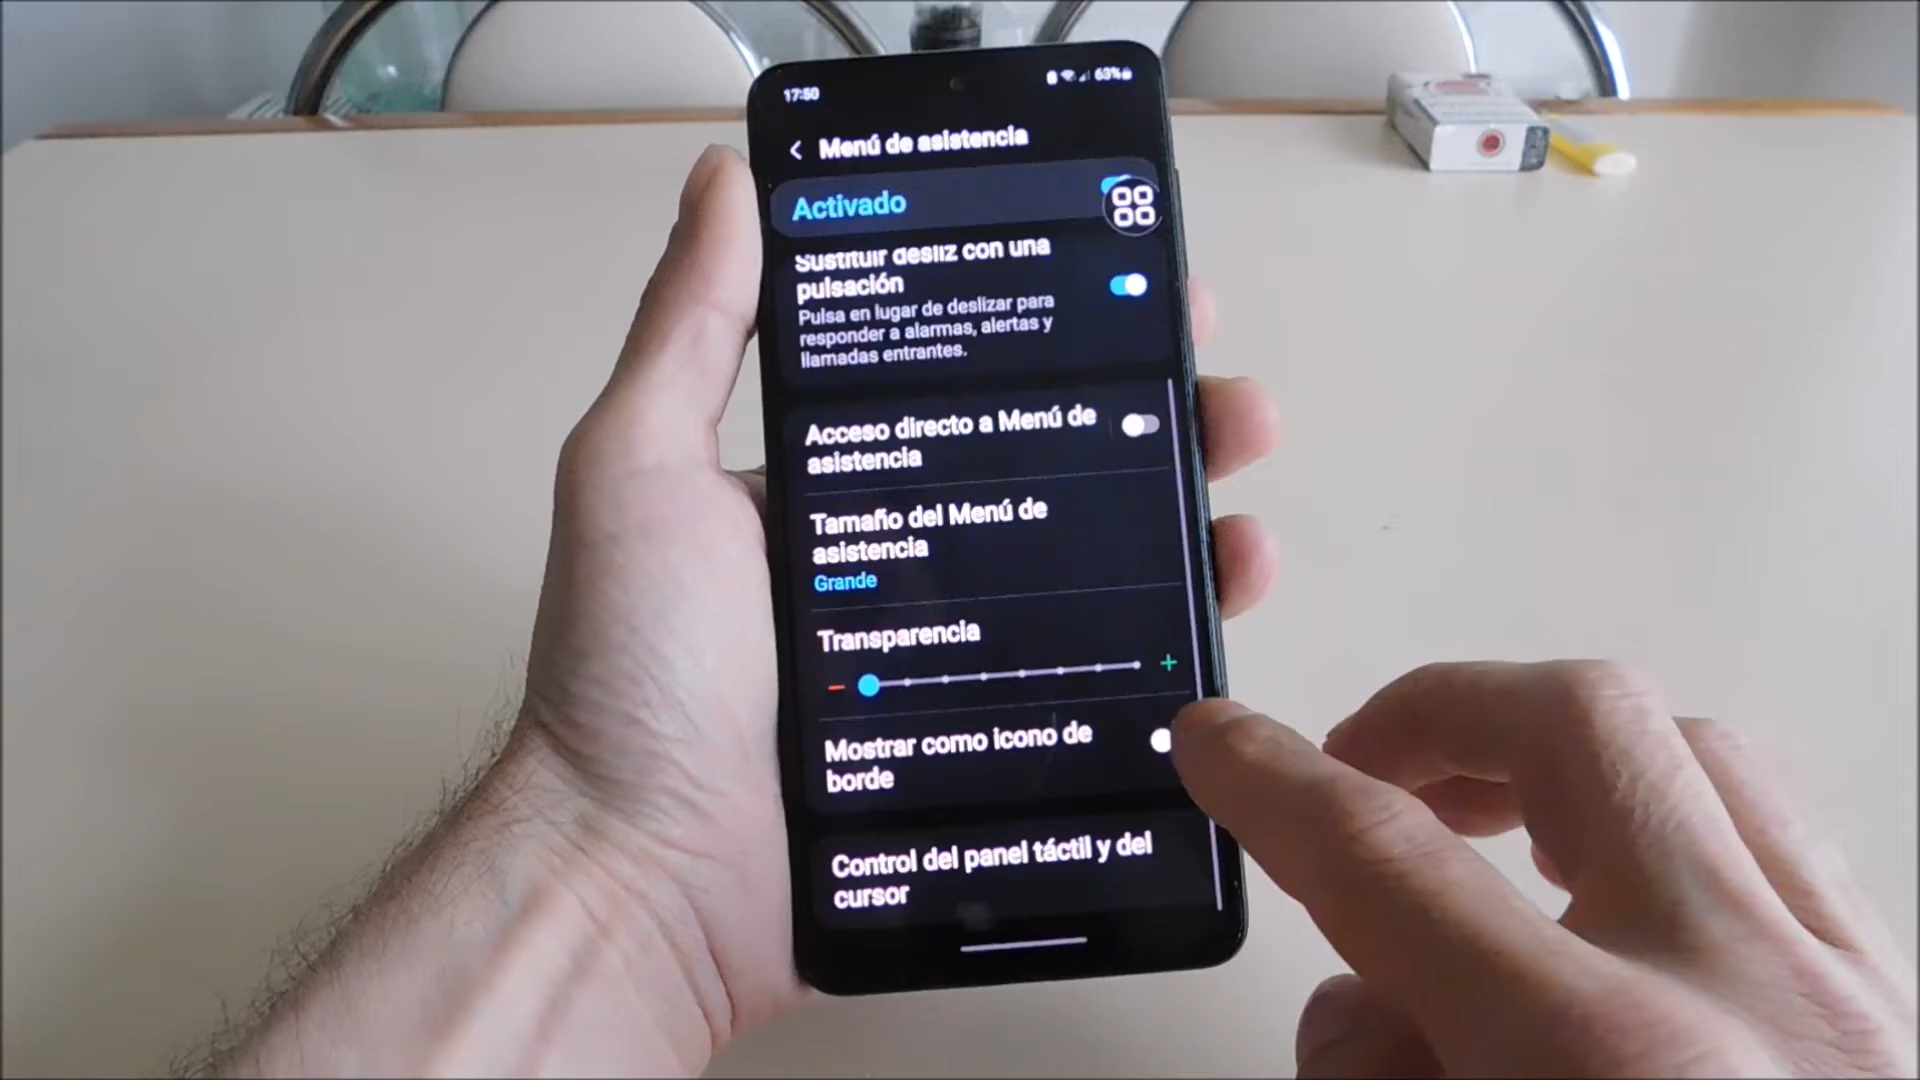 17:50
63%
Menú de asistencia
Activado
Sustituir desliz con una
pulsación
Pulsa en lugar de deslizar para
responder a alarmas, alertas y
llamadas entrantes.
Acceso directo a Menú de
asistencia
Tamaño del Menú de
asistencia
Grande
Transparencia
Mostrar como icono de
borde
Control del panel táctil y del
cursor